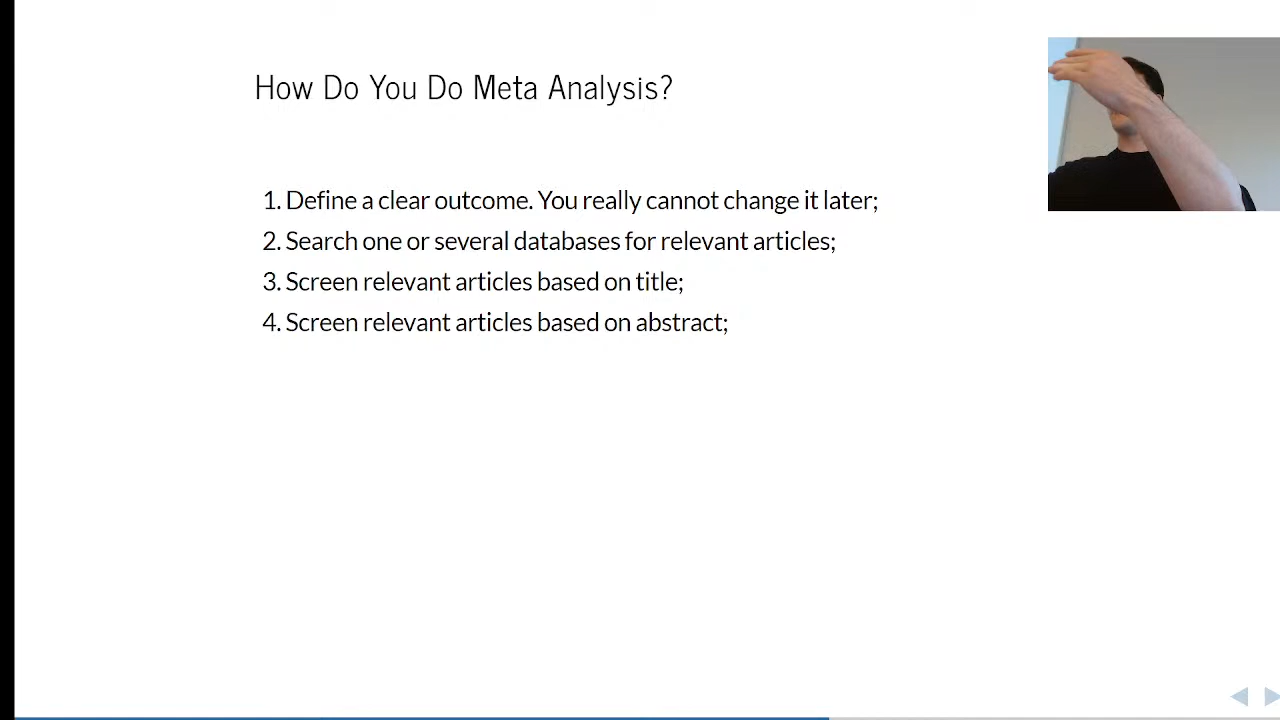 How Do You Do Meta Analysis?
1. Define a clear outcome. You really cannot change it later;
2. Search one or several databases for relevant articles;
3. Screen relevant articles based on title;
4. Screen relevant articles based on abstract;